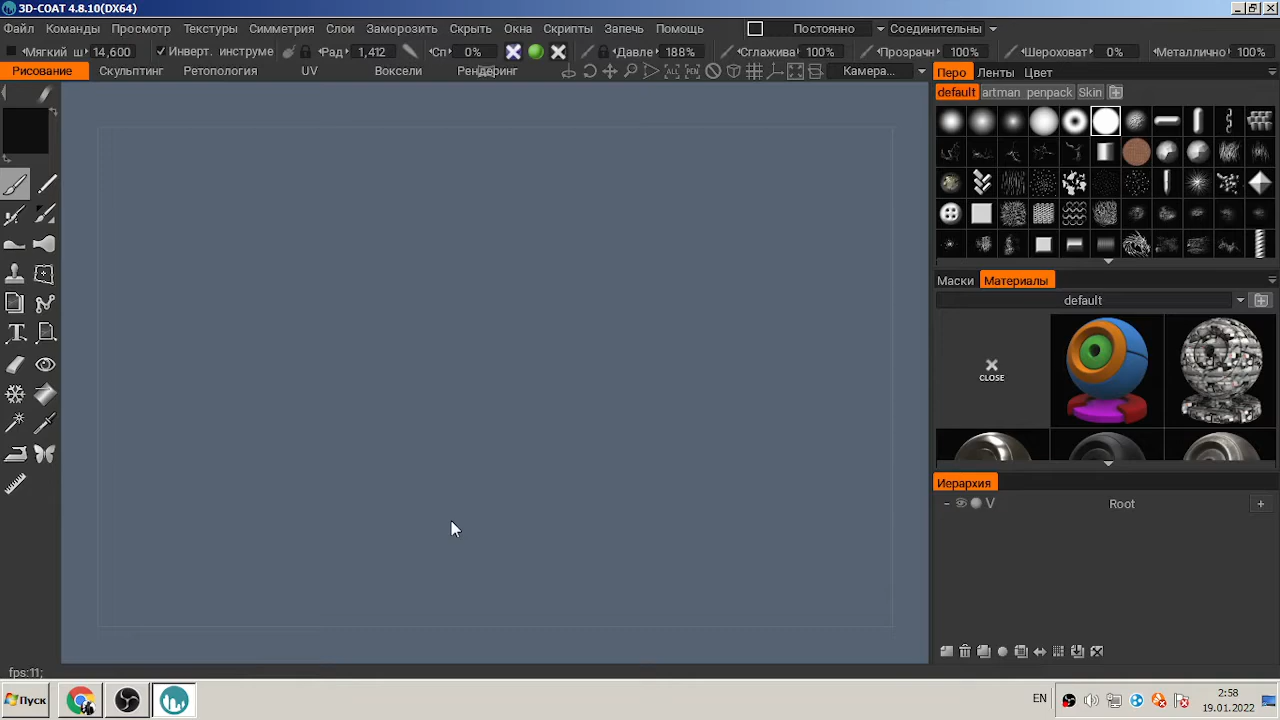 3D-COAT 4.8.10(DX64)
Файл Команды Просмотр Текстуры Симметрия Слои Заморозить Скрыть Окна Скрипты Запечь Помощь Постоянно Соединительны
Мягкий ш 14,600 Инверт. инструме Рад 1,412 Сп 0% Давле 188% Сглажива 100% Прозрачн 100% Шероховат 0% Металлично 100%
Рисование Скульптинг Ретопология UV Воксели Рендеринг ALL PEN Камера... Перо Ленты Цвет
default artman penpack Skin
Маски Материалы
default
CLOSE
Иерархия
V Root +
T
fps:11;
Пуск EN 2:58
19.01.2022